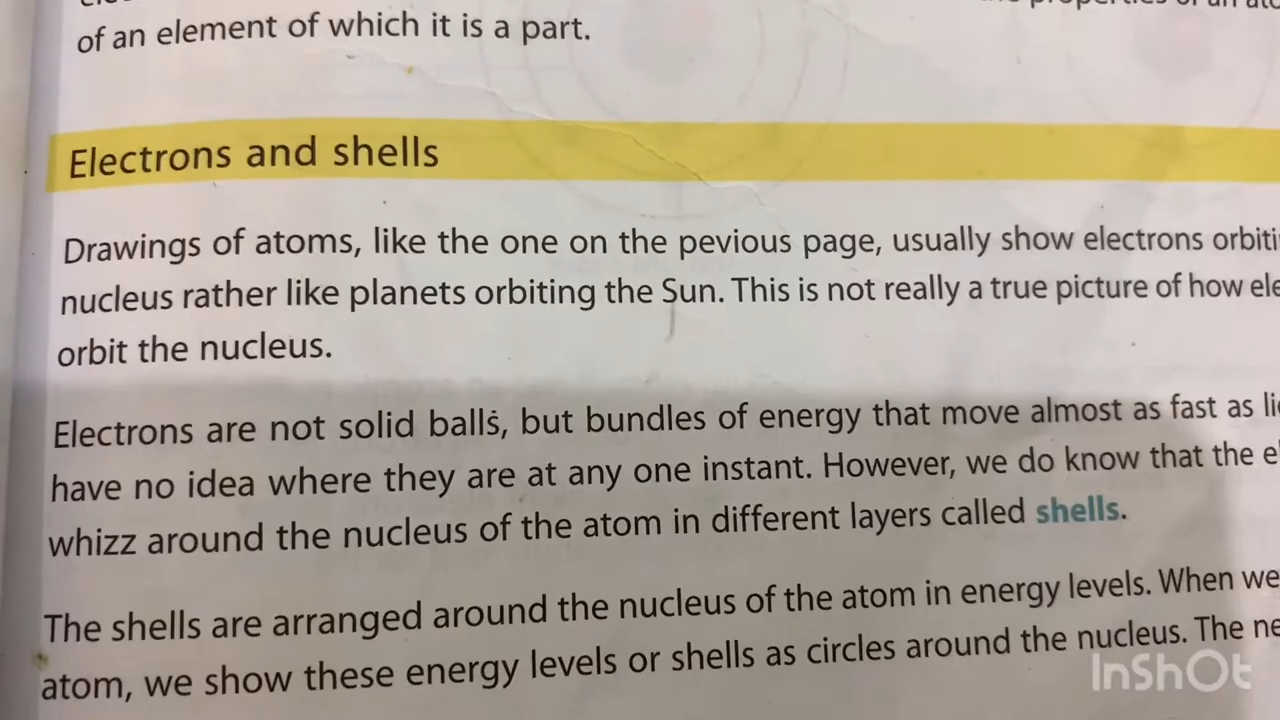 properties of an
of an element of which it is a part.
Electrons and shells
Drawings of atoms, like the one on the pevious page, usually show electrons orbiti
nucleus rather like planets orbiting the Sun. This is not really a true picture of how ele
orbit the nucleus.
Electrons are not solid balls, but bundles of energy that move almost as fast as li
have no idea where they are at any one instant. However, we do know that the e
whizz around the nucleus of the atom in different layers called shells.
The shells are arranged around the nucleus of the atom in energy levels. When we
atom, we show these energy levels or shells as circles around the nucleus. The ne
InShOt